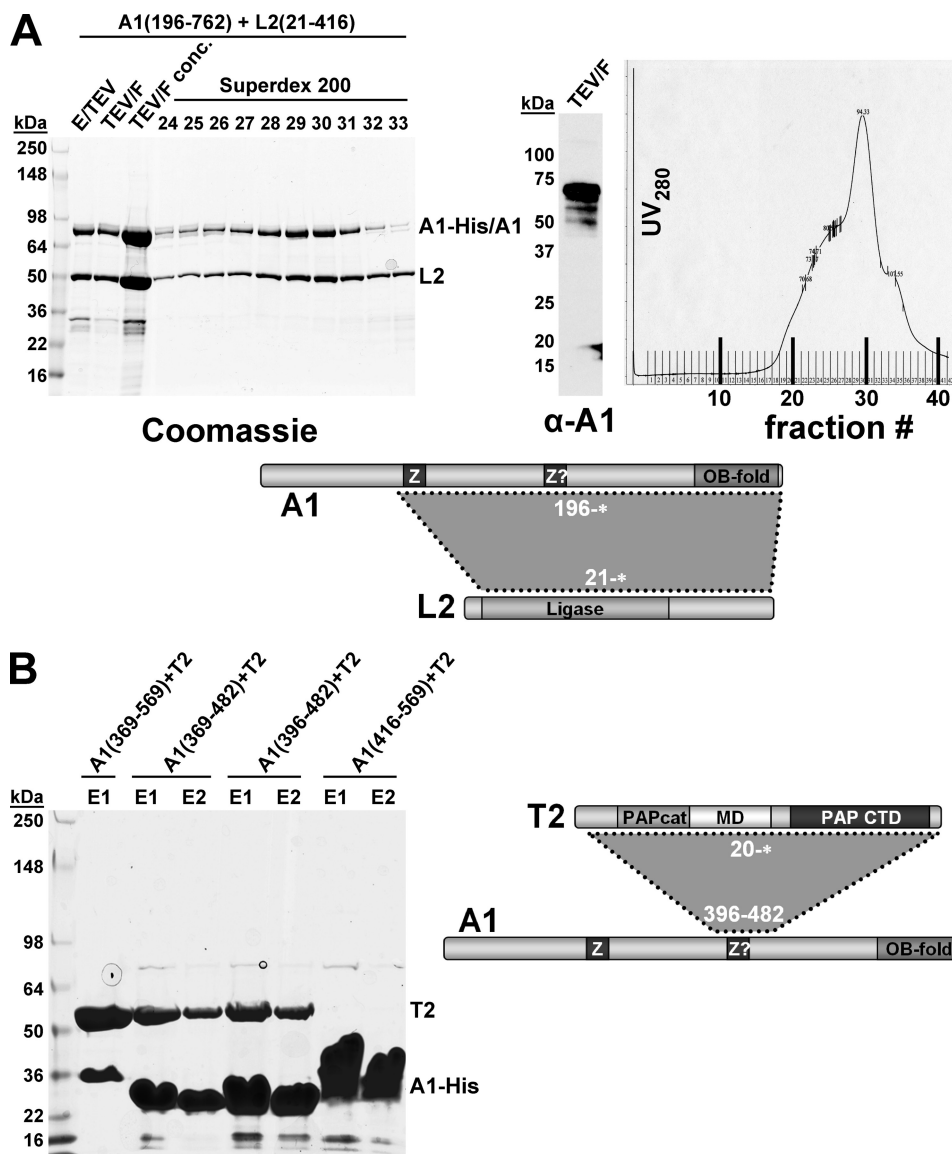 A
A1(196-762) + L2(21-416)
E/TEV
TEV/F
TEV/F conc.
Superdex 200
kDa
24 25 26 27 28 29 30 31 32 33
250
148
98
64
50
36
22
16
A1-His/A1
L2
Coomassie
TEV/F
kDa
100
75
50
37
25
20
15
α-A1
UV280
94.33
70.68
107.55
10 20 30 40
fraction #
A1
Z
Z?
OB-fold
196-*
21-*
L2
Ligase
B
A1(369-569)+T2
A1(369-482)+T2
A1(396-482)+T2
A1(416-569)+T2
kDa
E1 E1 E2 E1 E2 E1 E2
250
148
98
64
50
36
22
16
T2
A1-His
T2
PAPcat
MD
PAP CTD
20-*
396-482
A1
Z
Z?
OB-fold